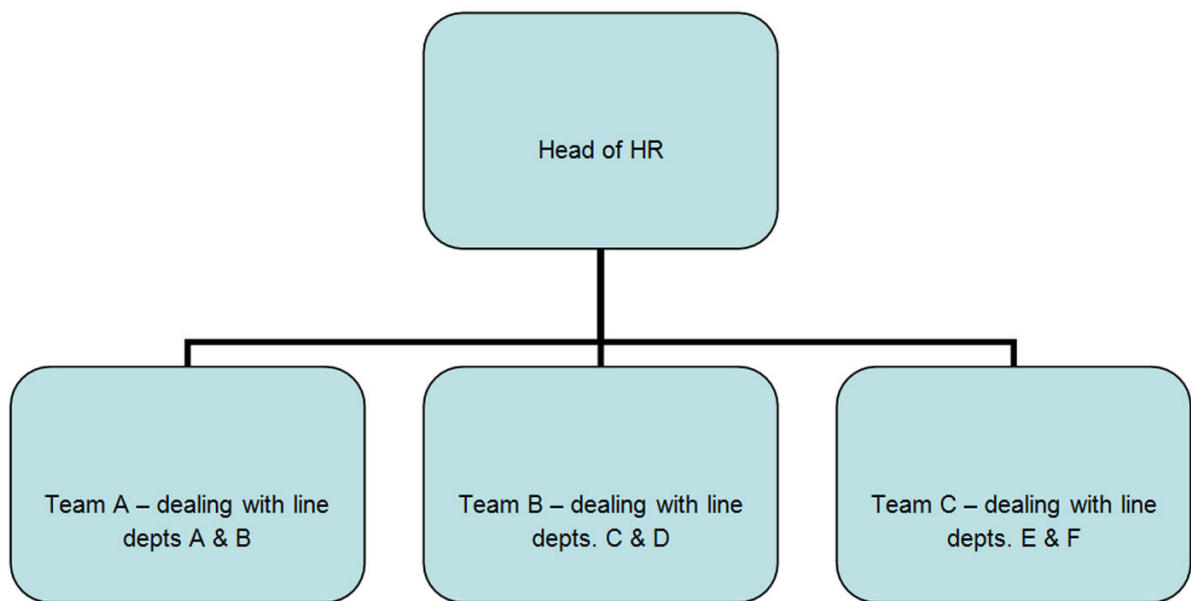 Head of HR
Team A – dealing with line
depts A & B
Team B – dealing with line
depts. C & D
Team C – dealing with line
depts. E & F